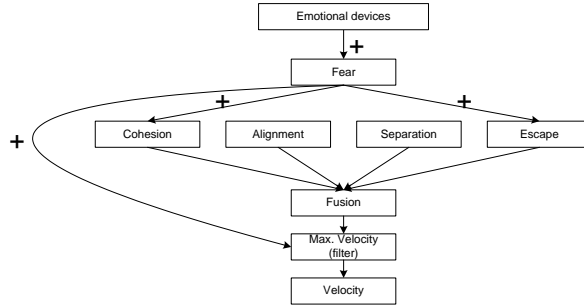 Emotional devices
+
Fear
+
+
Cohesion
Alignment
Separation
Escape
+
Fusion
Max. Velocity
(filter)
Velocity